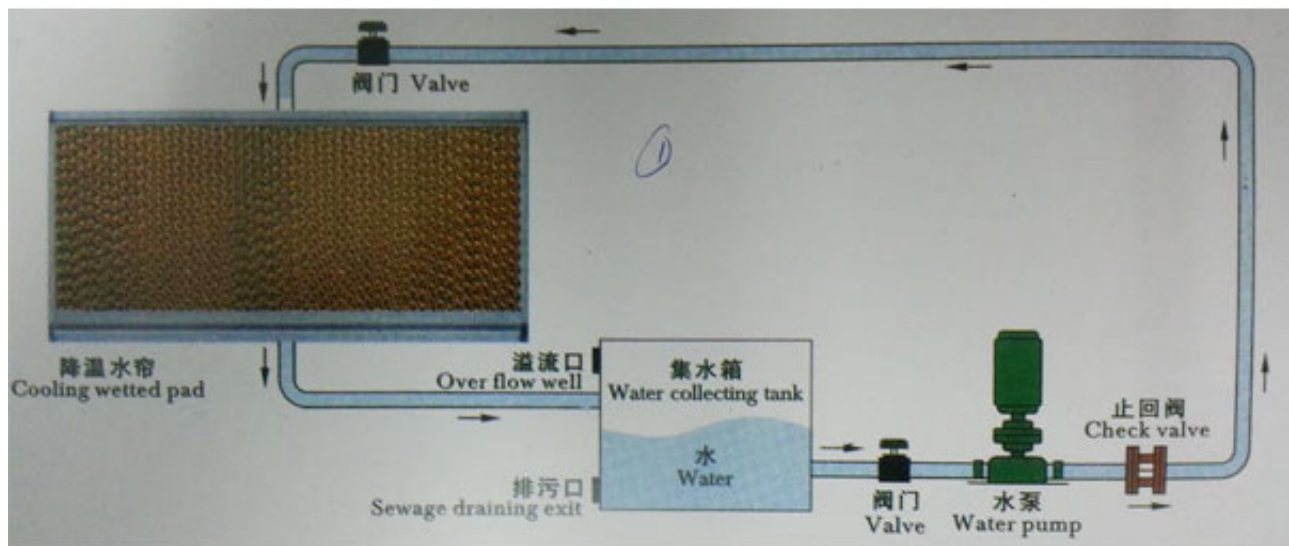 阀门 Valve
①
降温水帘
Cooling wetted pad
溢流口
Over flow well
集水箱
Water collecting tank
水
Water
排污口
Sewage draining exit
阀门
Valve
水泵
Water pump
止回阀
Check valve